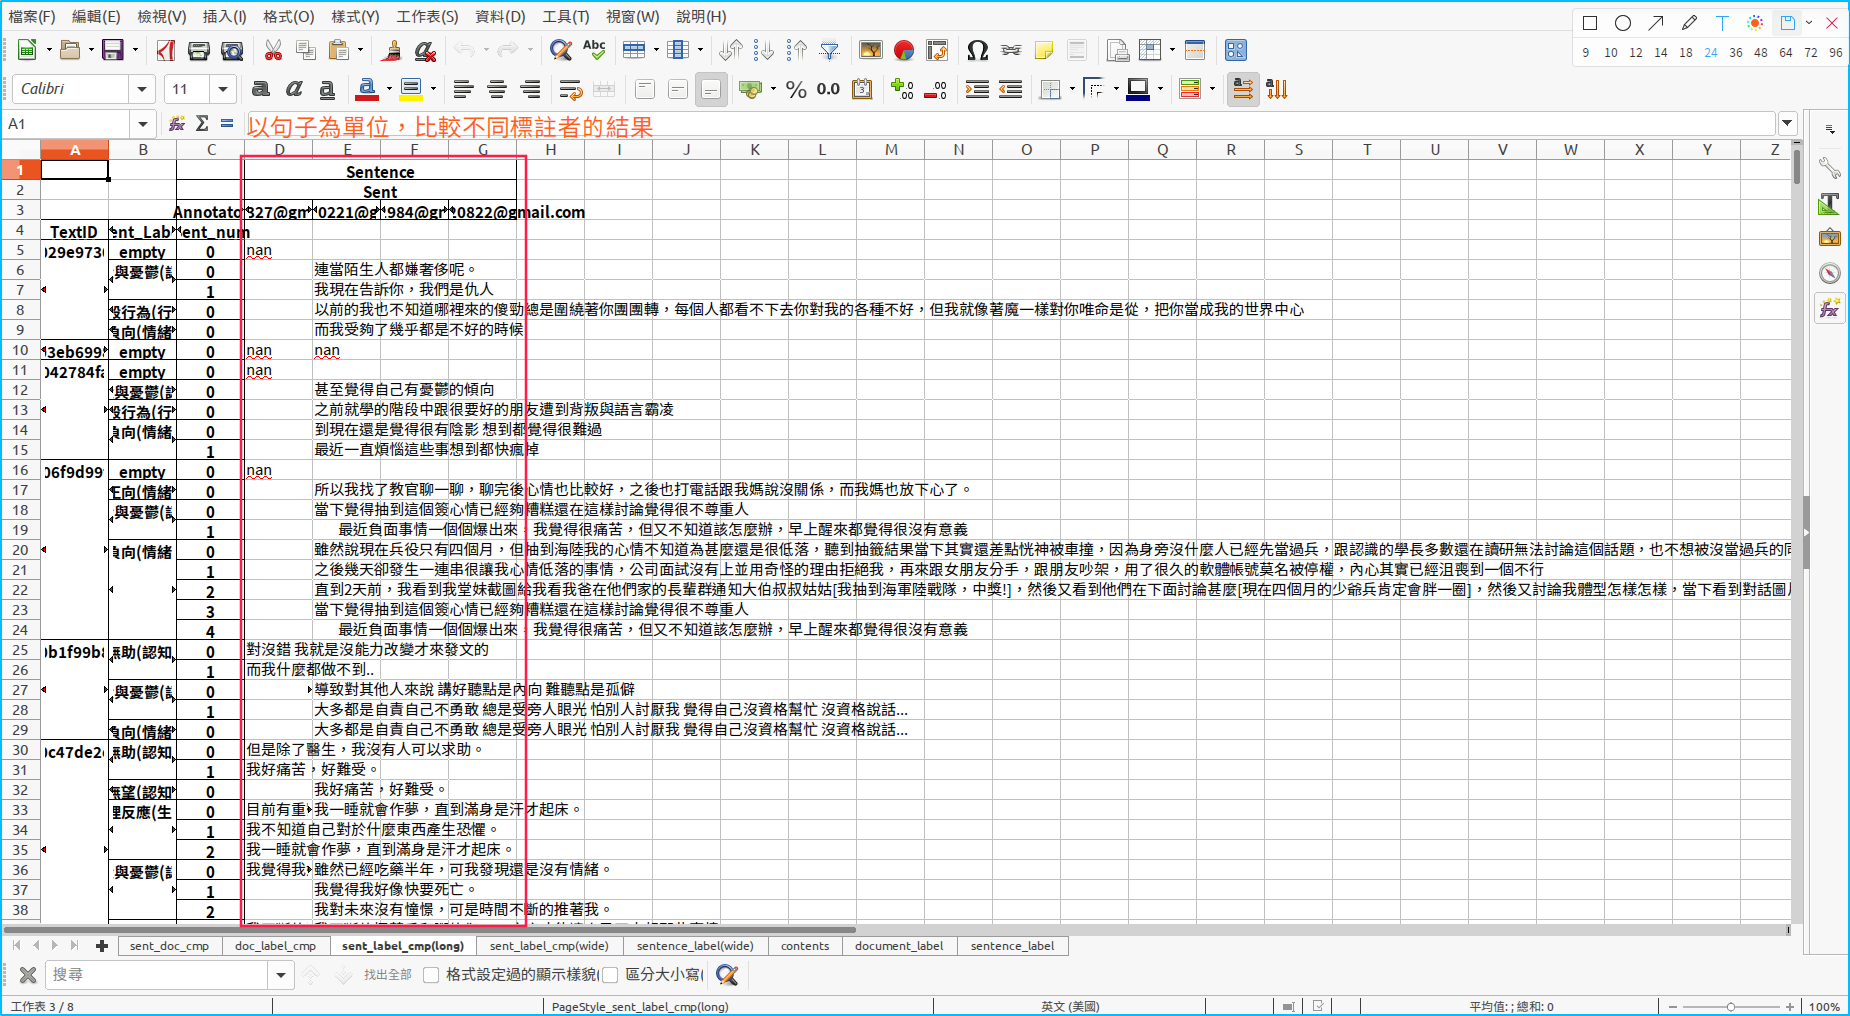 檔案(F) 編輯(E) 檢視(V) 插入(I) 格式(O) 樣式(Y) 工作表(S) 資料(D) 工具(T) 視窗(W) 說明(H)
9 10 12 14 18 24 36 48 64 72 96
Calibri 11
A1 以句子為單位，比較不同標註者的結果
A B C D E F G H I J K L M N O P Q R S T U V W X Y Z
1 Sentence
2 Sent
3 Annotato 327@gm 0221@g .984@gr .0822@gmail.com
4 TextID ent_Lab ent_num
5 029e973 empty 0 nan
6 與憂鬱(言 0 連當陌生人都嫌奢侈呢。
7 1 我現在告訴你，我們是仇人
8 殺行為(行 0 以前的我也不知道哪裡來的傻勁總是圍繞著你團團轉，每個人都看不下去你對我的各種不好，但我就像著魔一樣對你唯命是從，把你當成我的世界中心
9 負向(情緒 0 而我受夠了幾乎都是不好的時候
10 3eb699 empty 0 nan nan
11 042784fa empty 0 nan
12 與憂鬱(言 0 甚至覺得自己有憂鬱的傾向
13 殺行為(行 0 之前就學的階段中跟很要好的朋友遭到背叛與語言霸凌
14 負向(情緒 0 到現在還是覺得很有陰影 想到都覺得很難過
15 1 最近一直煩惱這些事想到都快瘋掉
16 06f9d99 empty 0 nan
17 正向(情緒 0 所以我找了教官聊一聊，聊完後心情也比較好，之後也打電話跟我媽說沒關係，而我媽也放下心了。
18 與憂鬱(言 0 當下覺得抽到這個簽心情已經夠糟糕還在這樣討論覺得很不尊重人
19 1 最近負面事情一個個爆出來，我覺得很痛苦，但又不知道該怎麼辦，早上醒來都覺得很沒有意義
20 負向(情緒 0 雖然說現在兵役只有四個月，但抽到海陸我的心情不知道為甚麼還是很低落，聽到抽籤結果當下其實還差點恍神被車撞，因為身旁沒什麼人已經先當過兵，跟認識的學長多數還在讀研無法討論這個話題，也不想被沒當過兵的同
21 1 之後幾天卻發生一連串很讓我心情低落的事情，公司面試沒有上並用奇怪的理由拒絕我，再來跟女朋友分手，跟朋友吵架，用了很久的軟體帳號莫名被停權，內心其實已經沮喪到一個不行
22 2 直到2天前，我看到我堂妹截圖給我看我爸在他們家的長輩群通知大伯叔叔姑姑[我抽到海軍陸戰隊，中獎!]，然後又看到他們在下面討論甚麼[現在四個月的少爺兵肯定會胖一圈]，然後又討論我體型怎樣怎樣，當下看到對話圖
23 3 當下覺得抽到這個簽心情已經夠糟糕還在這樣討論覺得很不尊重人
24 4 最近負面事情一個個爆出來，我覺得很痛苦，但又不知道該怎麼辦，早上醒來都覺得很沒有意義
25 b1f99b8 無助(認知 0 對沒錯 我就是沒能力改變才來發文的
26 1 而我什麼都做不到..
27 與憂鬱(言 0 導致對其他人來說 講好聽點是內向 難聽點是孤僻
28 1 大多都是自責自己不勇敢 總是受旁人眼光 怕別人討厭我 覺得自己沒資格幫忙 沒資格說話...
29 負向(情緒 0 大多都是自責自己不勇敢 總是受旁人眼光 怕別人討厭我 覺得自己沒資格幫忙 沒資格說話...
30 c47de2 無助(認知 0 但是除了醫生，我沒有人可以求助。
31 1 我好痛苦，好難受。
32 無望(認知 0 我好痛苦，好難受。
33 理反應(生 0 目前有重 我一睡就會作夢，直到滿身是汗才起床。
34 1 我不知道自己對於什麼東西產生恐懼。
35 2 我一睡就會作夢，直到滿身是汗才起床。
36 與憂鬱(言 0 我覺得我 雖然已經吃藥半年，可我發現還是沒有情緒。
37 1 我覺得我好像快要死亡。
38 2 我對未來沒有憧憬，可是時間不斷的推著我。
sent_doc_cmp doc_label_cmp sent_label_cmp(long) sent_label_cmp(wide) sentence_label(wide) contents document_label sentence_label
搜尋 找出全部 格式設定過的顯示樣貌( 區分大小寫(
工作表 3 / 8 PageStyle_sent_label_cmp(long) 英文 (美國) 平均值: ; 總和: 0 100%